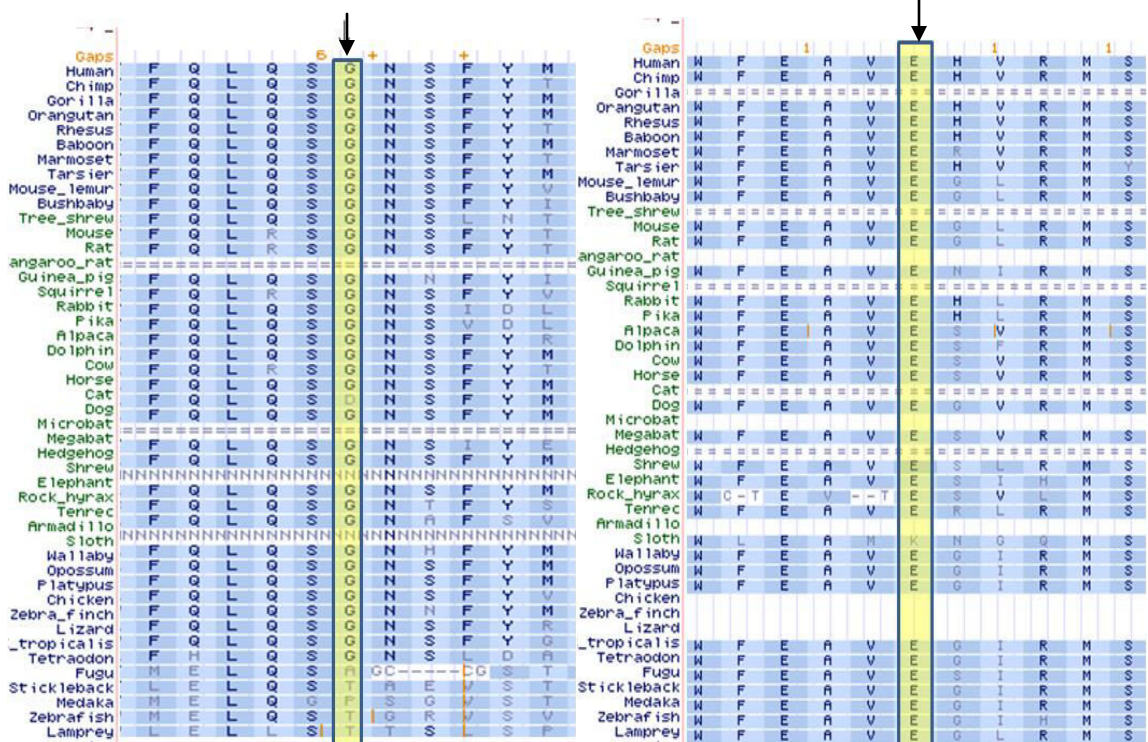 Gaps 6 + +
Human F Q L Q S G N S F Y M
Chimp F Q L Q S G N S F Y T
Gorilla F Q L Q S G N S F Y M
Orangutan F Q L Q S G N S F Y M
Rhesus F Q L Q S G N S F Y T
Baboon F Q L Q S G N S F Y M
Marmoset F Q L Q S G N S F Y T
Tarsier F Q L Q S G N S F Y M
Mouse_lemur F Q L Q S G N S F Y V
Bushbaby F Q L Q S G N S F Y I
Tree_shrew F Q L Q S G N S L N T
Mouse F Q L R S G N S F Y T
Rat F Q L R S G N S F Y T
angaroo_rat
Guinea_pig F Q L Q S G N N F Y I
Squirrel F Q L R S G N S F Y V
Rabbit F Q L Q S G N S I D L
Pika F Q L Q S G N S V D L
Alpaca F Q L Q S G N S F Y R
Dolphin F Q L Q S G N S F Y M
Cow F Q L R S G N S F Y T
Horse F Q L Q S G N S F Y M
Cat F Q L Q S D N S F Y M
Dog F Q L Q S G N S F Y M
Microbat
Megabat F Q L Q S G N S I Y E
Hedgehog F Q L Q S G N S F Y M
Shrew NNNNNNNNNNNNNNNNNNNNNNNNNNNNNNN
Elephant F Q L Q S G N S F Y M
Rock_hyrax F Q L Q S G N T F Y S
Tenrec F Q L Q S G N A F S V
Armadillo NNNNNNNNNNNNNNNNNNNNNNNNNNNNNNN
Sloth F Q L Q S G N H F Y M
Wallaby F Q L Q S G N S F Y M
Opossum F Q L Q S G N S F Y M
Platypus F Q L Q S G N S F Y V
Chicken F Q L Q S G N N F Y M
Zebra_finch F Q L Q S G N S F Y R
Lizard F Q L Q S G N S F Y G
_tropicalis F H L Q S G N S L D A
Tetraodon M E L Q S A GC-----CG S T
Fugu L E L Q S T A E V S T
Stickleback M E L Q G P S G V S T
Medaka M E L Q S T G R V S V
Zebrafish L E L L S T T S L S P
Lamprey
Gaps 1 1 1
Human W F E A V E H V R M S
Chimp W F E A V E H V R M S
Gorilla
Orangutan W F E A V E H V R M S
Rhesus W F E A V E H V R M S
Baboon W F E A V E H V R M S
Marmoset W F E A V E R V R M S
Tarsier W F E A V E H V R M Y
Mouse_lemur W F E A V E G L R M S
Bushbaby W F E A V E G L R M S
Tree_shrew
Mouse W F E A V E G L R M S
Rat W F E A V E G L R M S
angaroo_rat
Guinea_pig W F E A V E N I R M S
Squirrel
Rabbit W F E A V E H L R M S
Pika W F E A V E H L R M S
Alpaca W F E A V E S V R M S
Dolphin W F E A V E S F R M S
Cow W F E A V E S V R M S
Horse W F E A V E S V R M S
Cat
Dog W F E A V E G V R M S
Microbat
Megabat W F E A V E S V R M S
Hedgehog
Shrew W F E A V E S L R M S
Elephant W F E A V E S I H M S
Rock_hyrax W C-T E V --T E S V L M S
Tenrec W F E A V E R L R M S
Armadillo
Sloth W L E A M K N G Q M S
Wallaby W F E A V E G I R M S
Opossum W F E A V E G I R M S
Platypus W F E A V E G I R M S
Chicken
Zebra_finch
Lizard
_tropicalis W F E A V E G I R M S
Tetraodon W F E A V E G I R M S
Fugu W F E A V E S I R M S
Stickleback W F E A V E G I R M S
Medaka W F E A V E G I R M S
Zebrafish W F E A V E G I H M S
Lamprey W F E A V E G L R M S